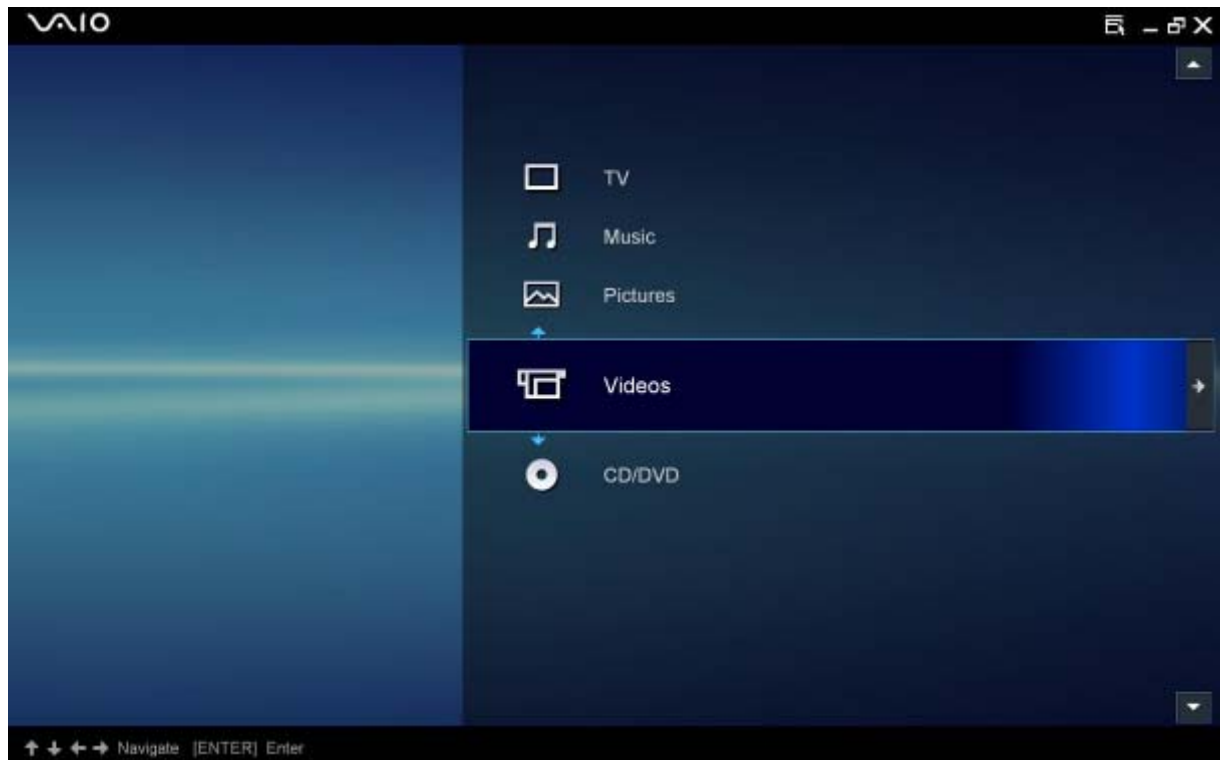 VAIO
TV
Music
Pictures
Videos
CD/DVD
Navigate [ENTER] Enter